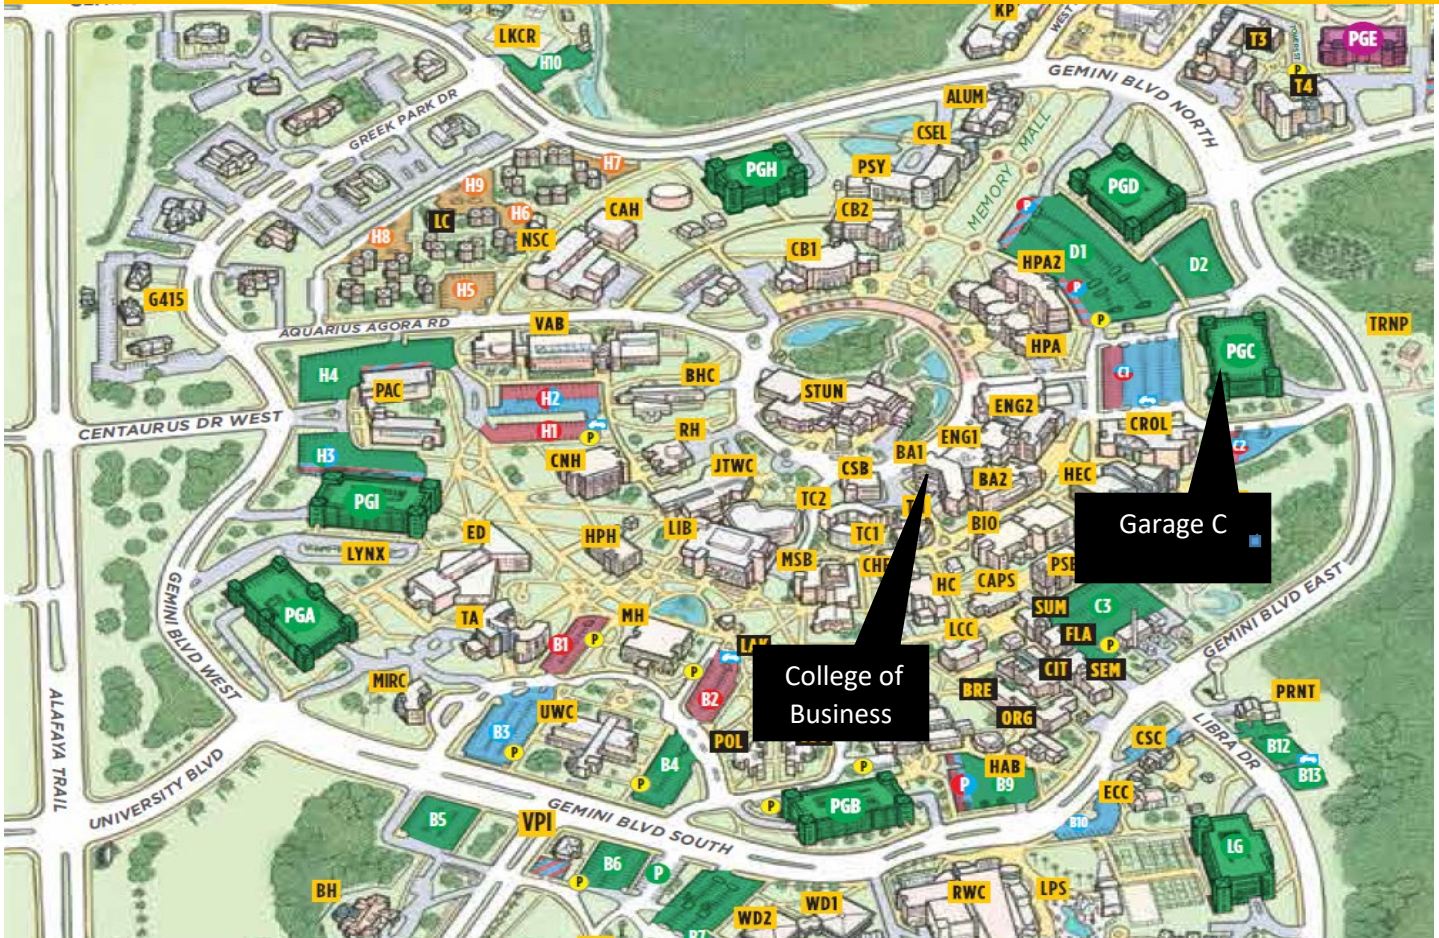 KP
WEST
T3
PGE
LKCR
H10
P
T4
GEMINI BLVD NORTH
ALUM
GREEK PARK DR
CSEL
MEMORY MALL
H7
PGH
PSY
PGD
H9
P
LC
H6
CAH
CB2
H8
NSC
CB1
D1
HPA2
D2
H5
P
G415
AQUARIUS AGORA RD
VAB
P
TRNP
HPA
PGC
H4
PAC
BHC
STUN
C1
H2
ENG2
CENTAURUS DR WEST
H1
P
RH
CROL
H3
CNH
JTWC
ENG1
BA1
C2
CSB
BA2
HEC
PGI
TC2
LIB
BIO
Garage C
ED
HPH
TC1
LYNX
MSB
HC
CAPS
GEMINI BLVD WEST
PGA
TA
MH
SUM
C3
GEMINI BLVD EAST
B1
P
LCC
FLA
P
P
College of
Business
CIT
SEM
MIRC
B2
BRE
PRNT
ALAFAYA TRAIL
UWC
ORG
LIBRA DR
B3
P
POL
CSC
B12
B4
P
HAB
B13
UNIVERSITY BLVD
P
P
PGB
P
B9
ECC
GEMINI BLVD SOUTH
B5
VPI
B10
LG
B6
P
P
BH
RWC
LPS
WD2
WD1
B7